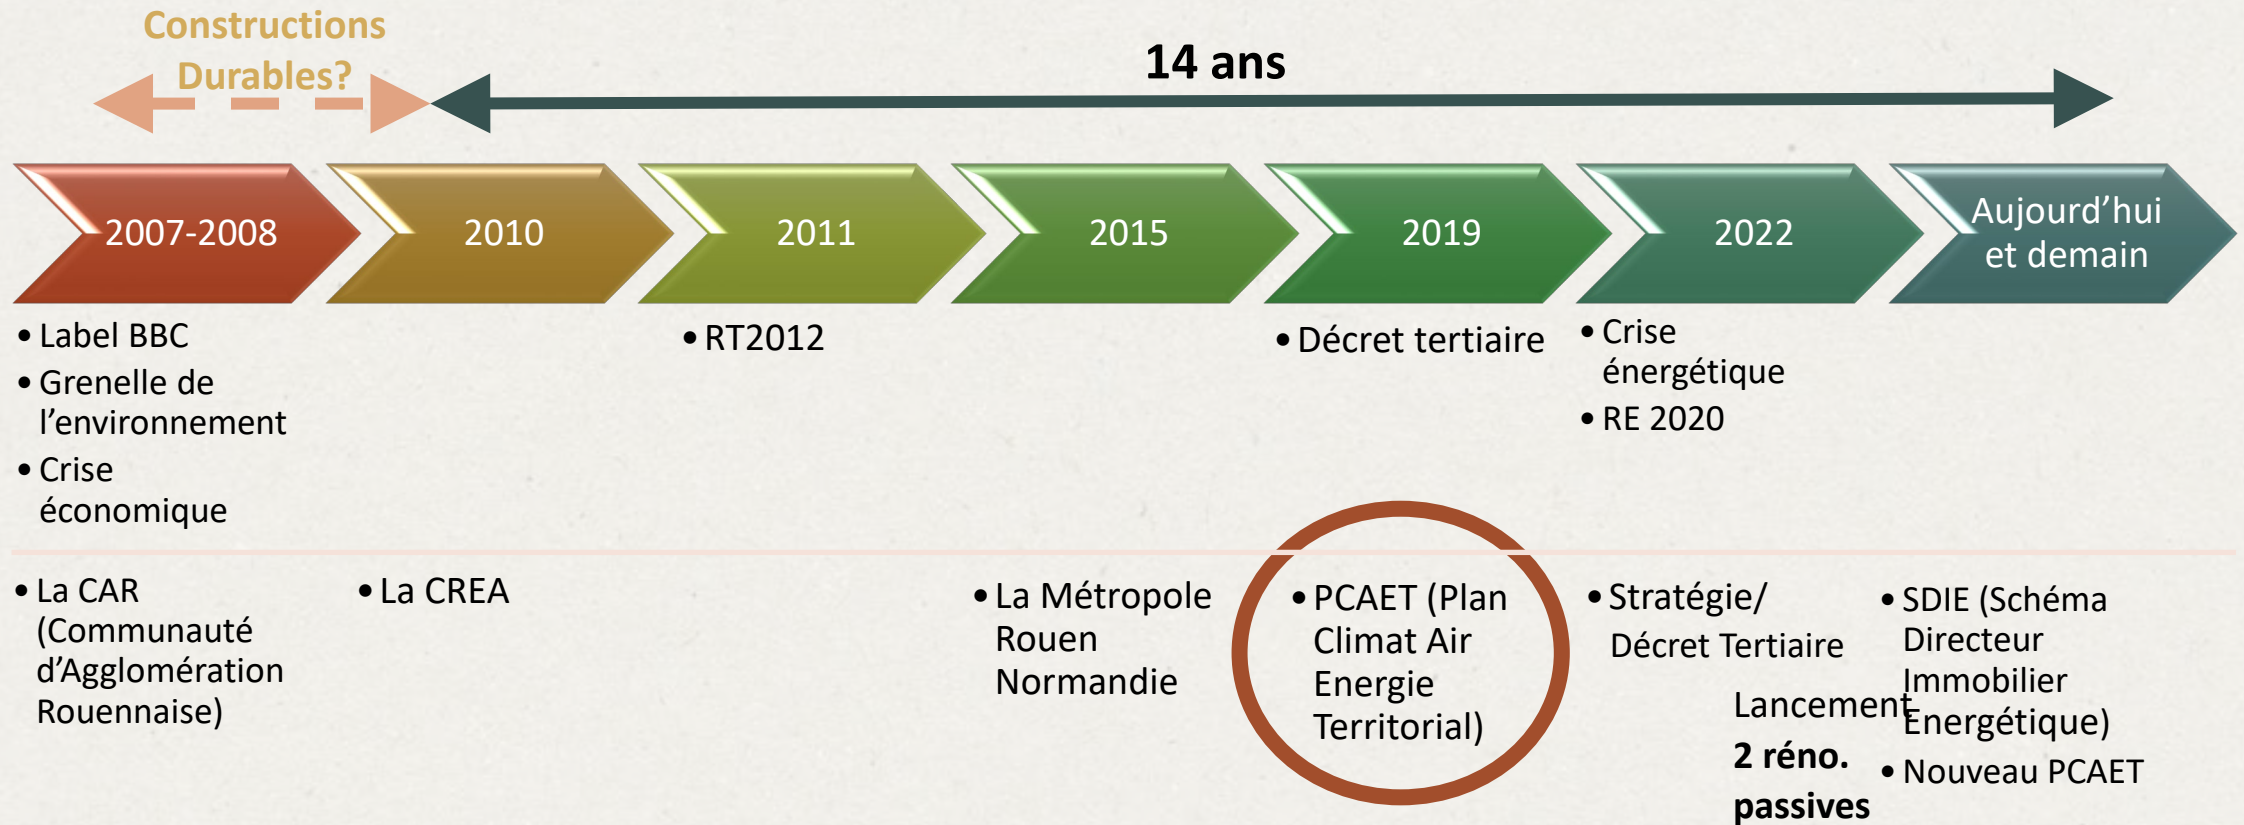 Constructions
Durables?
14 ans
2007-2008
2010
2011
2015
2019
2022
Aujourd’hui
et demain
• Label BBC
• Grenelle de
l’environnement
• Crise
économique
• RT2012
• Décret tertiaire
• Crise
énergétique
• RE 2020
• La CAR
(Communauté
d’Agglomération
Rouennaise)
• La CREA
• La Métropole
Rouen
Normandie
• PCAET (Plan
Climat Air
Energie
Territorial)
• Stratégie/
Décret Tertiaire
Lancement
2 réno.
passives
• SDIE (Schéma
Directeur
Immobilier
Energétique)
• Nouveau PCAET